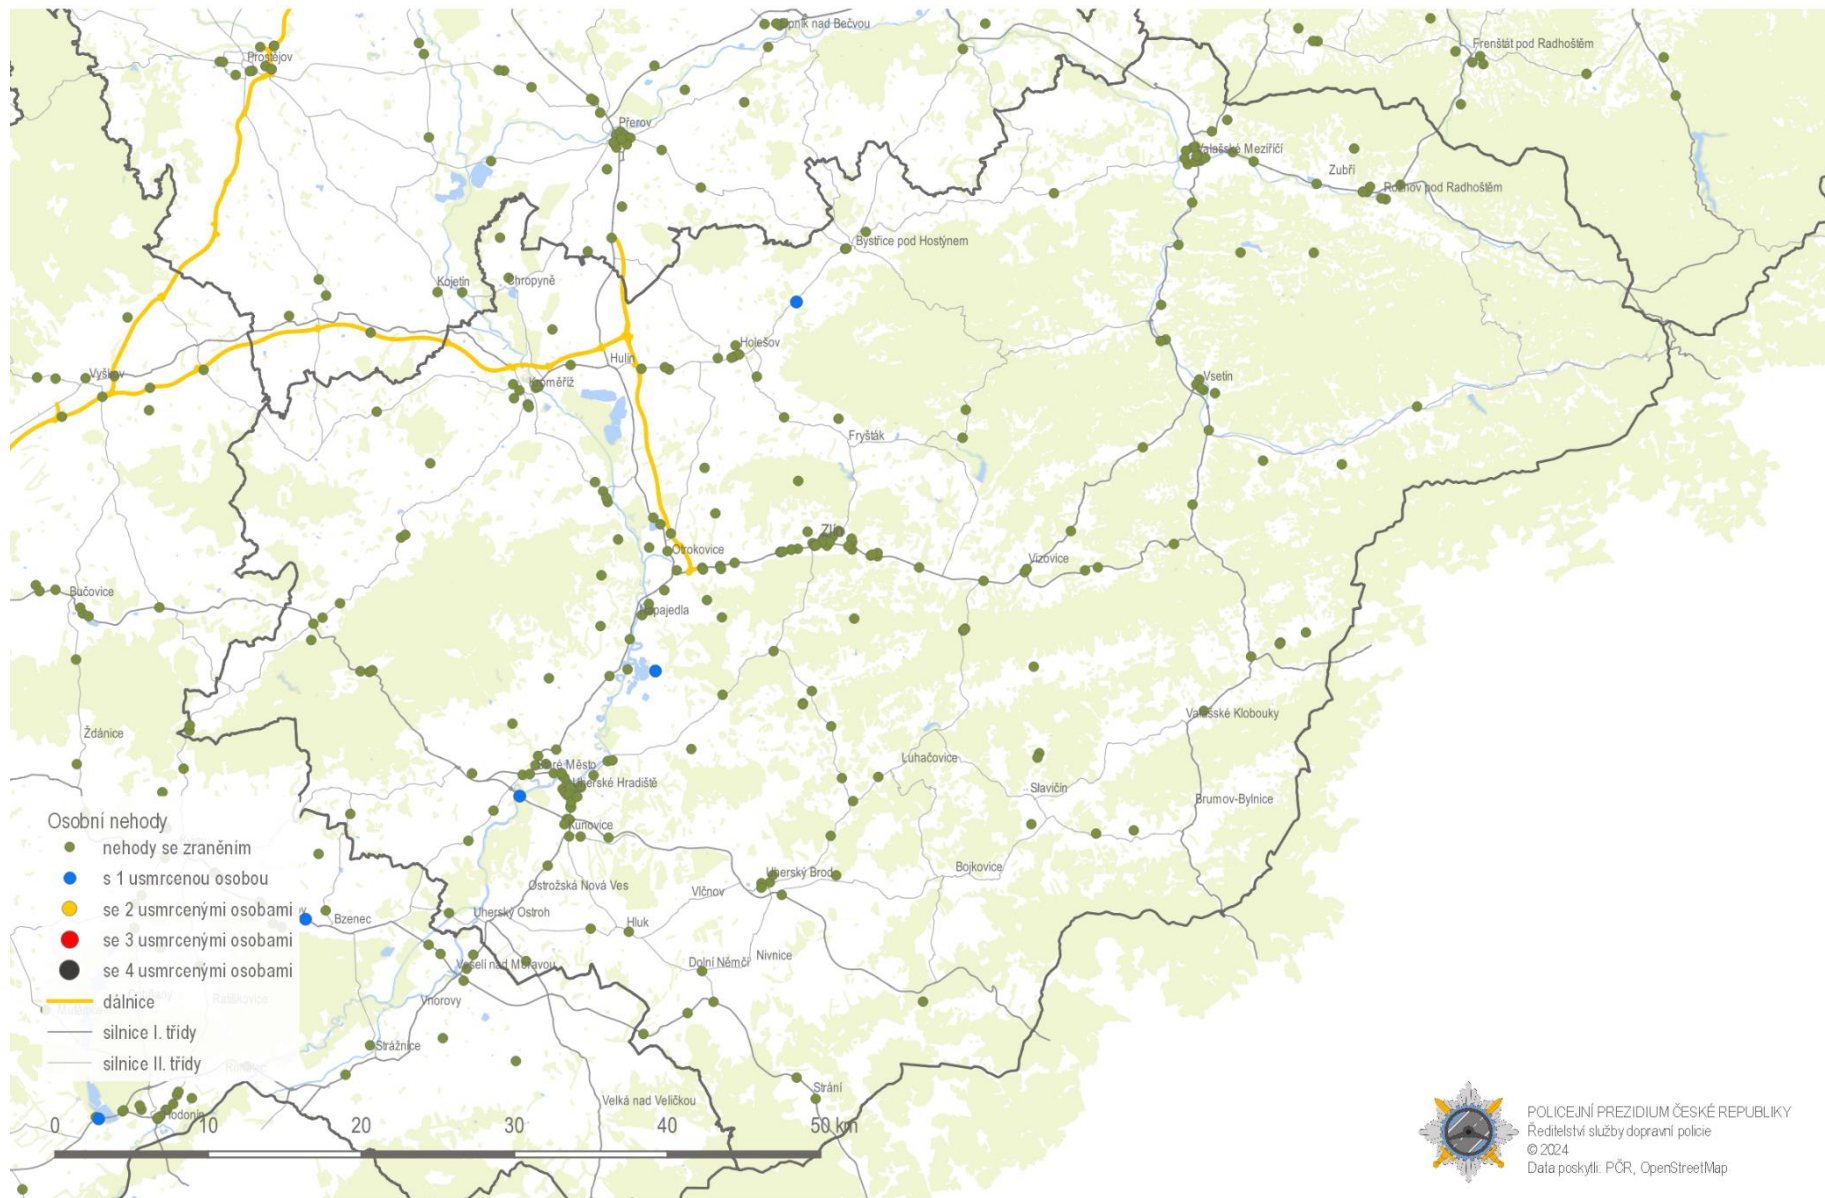 Lipník nad Bečvou
Frenštát pod Radhoštěm
Prostějov
Přerov
Valašské Meziříčí
Zubří
Rožnov pod Radhoštěm
Bystřice pod Hostýnem
Kojetín
Chropyně
Holešov
Hulín
Vyškov
Kroměříž
Vsetín
Fryšták
Zlín
Otrokovice
Vizovice
Bučovice
Napajedla
Valašské Klobouky
Ždánice
Luhačovice
Staré Město
Uherské Hradiště
Slavičín
Brumov-Bylnice
Kunovice
Bojkovice
Uherský Brod
Ostrožská Nová Ves
Vlčnov
Bzenec
Uherský Ostroh
Hluk
Nivnice
Dolní Němčí
Veselí nad Moravou
Vnorovy
Strážnice
Strání
Velká nad Veličkou
Hodonín
Ratíškovice
Osobní nehody
nehody se zraněním
s 1 usmrcenou osobou
se 2 usmrcenými osobami
se 3 usmrcenými osobami
se 4 usmrcenými osobami
dálnice
silnice I. třídy
silnice II. třídy
0 10 20 30 40 50 km
POLICEJNÍ PREZIDIUM ČESKÉ REPUBLIKY
Ředitelství služby dopravní policie
© 2024
Data poskytli: PČR, OpenStreetMap